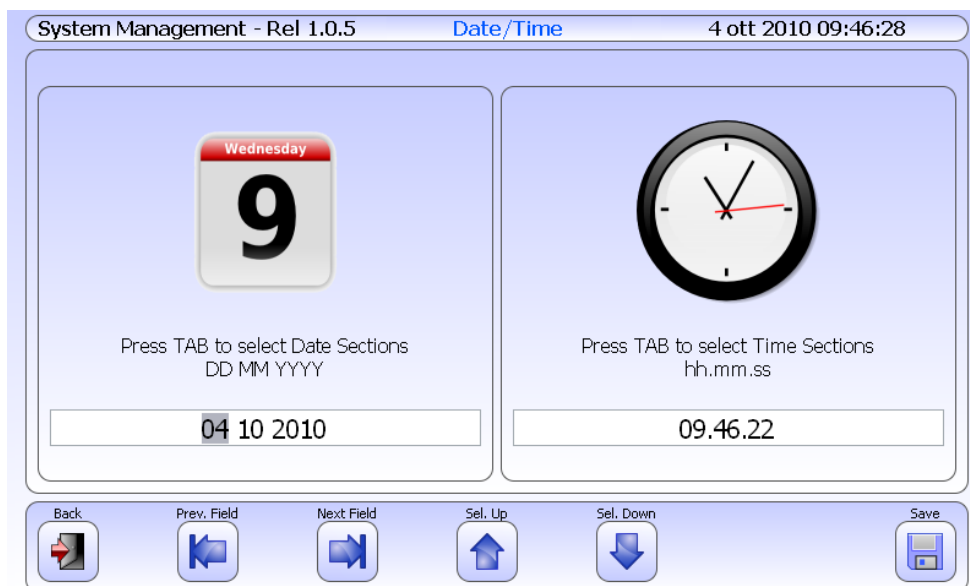 System Management - Rel 1.0.5 Date/Time 4 ott 2010 09:46:28
Wednesday
9
Press TAB to select Date Sections
DD MM YYYY
04 10 2010
Press TAB to select Time Sections
hh.mm.ss
09.46.22
Back Prev. Field Next Field Sel. Up Sel. Down Save